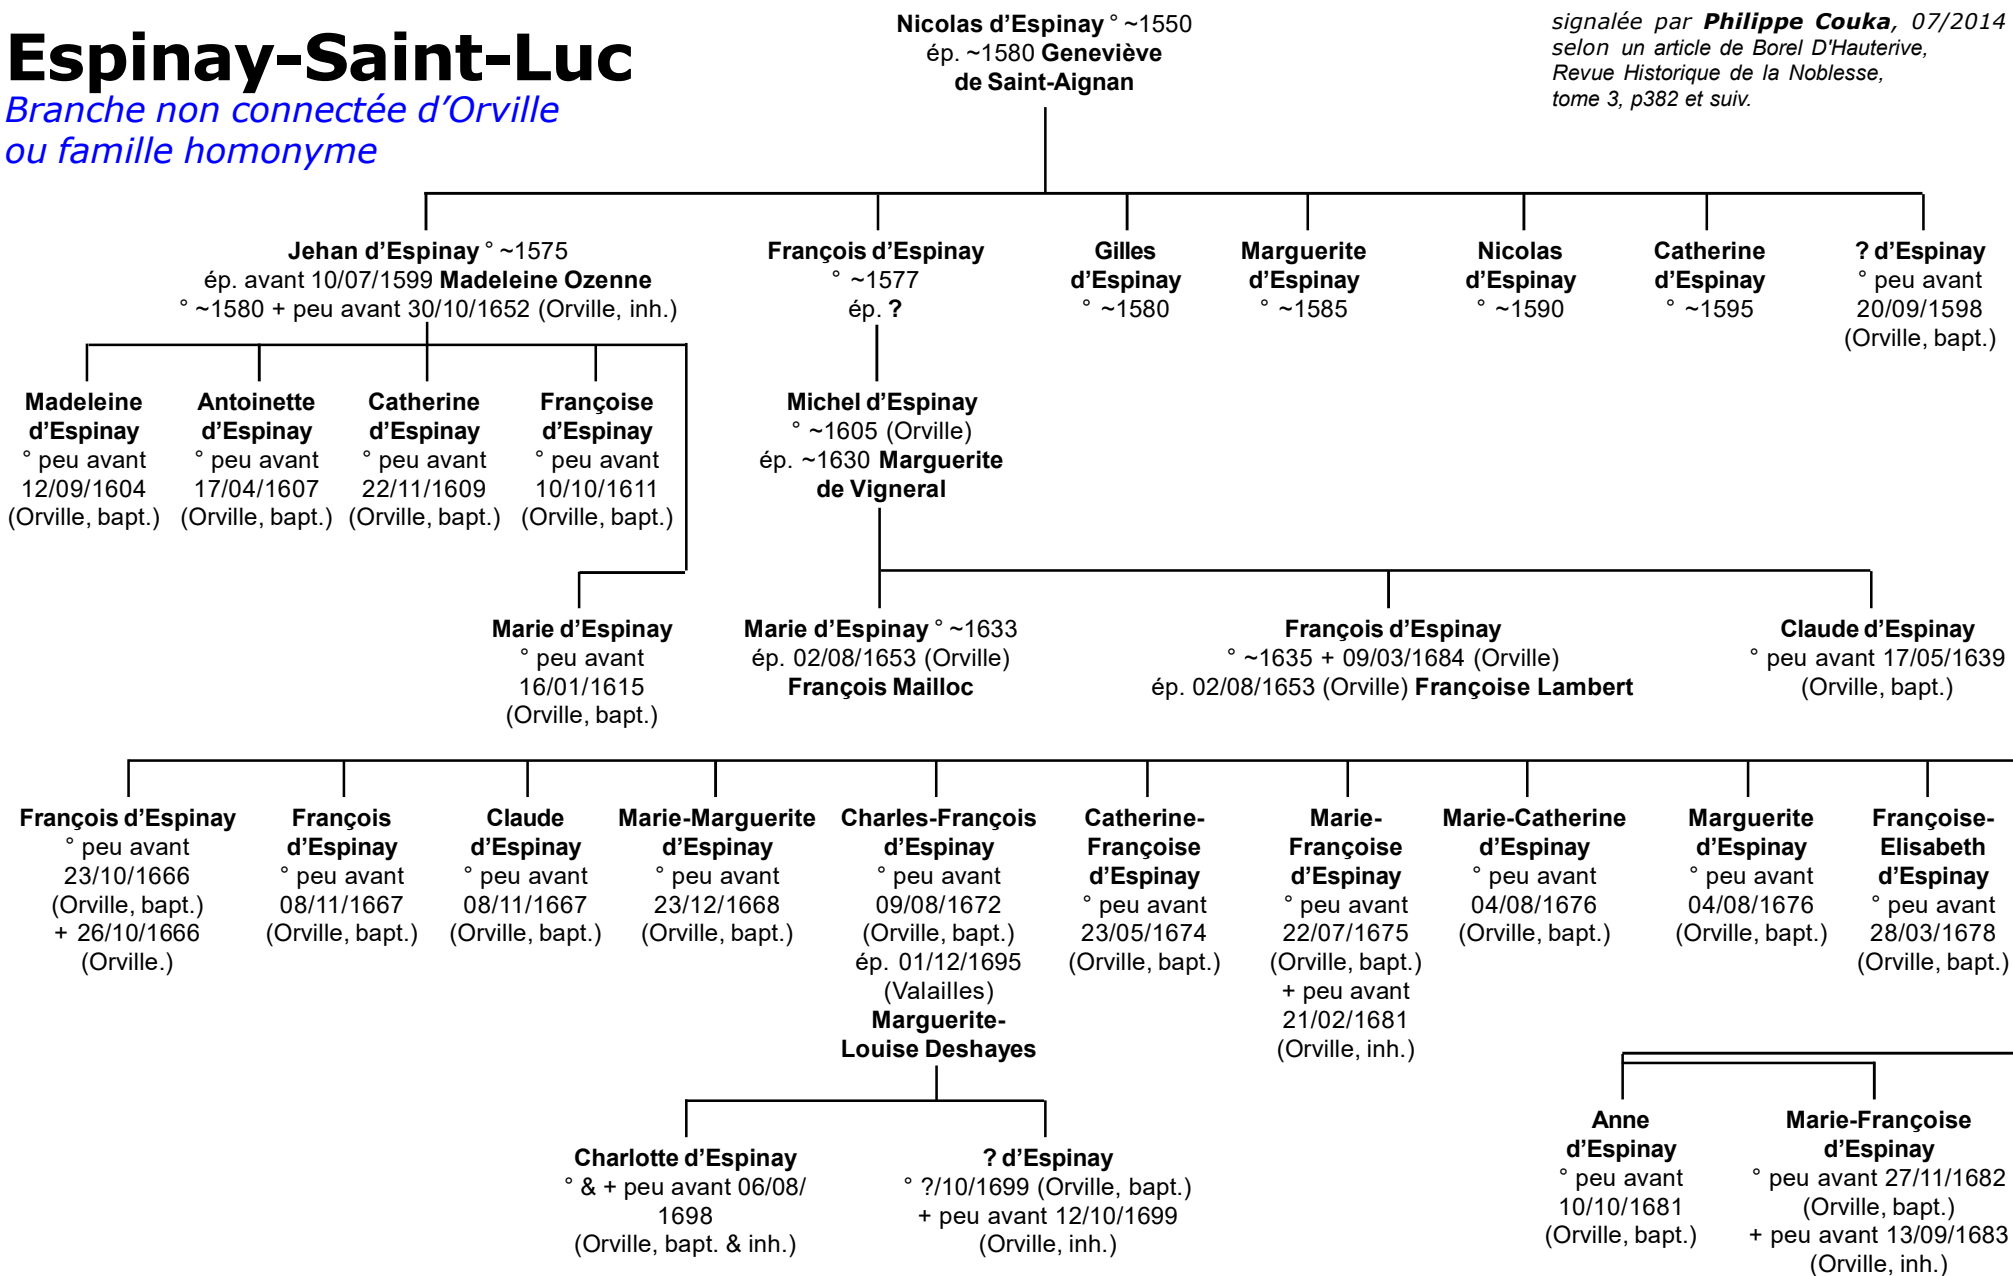 Espinay-Saint-Luc
Branche non connectée d’Orville
ou famille homonyme
Nicolas d’Espinay ° ~1550
ép. ~1580 Geneviève
de Saint-Aignan
signalée par Philippe Couka, 07/2014
selon un article de Borel D'Hauterive,
Revue Historique de la Noblesse,
tome 3, p382 et suiv.
Jehan d’Espinay ° ~1575
ép. avant 10/07/1599 Madeleine Ozenne
° ~1580 + peu avant 30/10/1652 (Orville, inh.)
François d’Espinay
° ~1577
ép. ?
Gilles
d’Espinay
° ~1580
Marguerite
d’Espinay
° ~1585
Nicolas
d’Espinay
° ~1590
Catherine
d’Espinay
° ~1595
? d’Espinay
° peu avant
20/09/1598
(Orville, bapt.)
Madeleine
d’Espinay
° peu avant
12/09/1604
(Orville, bapt.)
Antoinette
d’Espinay
° peu avant
17/04/1607
(Orville, bapt.)
Catherine
d’Espinay
° peu avant
22/11/1609
(Orville, bapt.)
Françoise
d’Espinay
° peu avant
10/10/1611
(Orville, bapt.)
Michel d’Espinay
° ~1605 (Orville)
ép. ~1630 Marguerite
de Vigneral
Marie d’Espinay
° peu avant
16/01/1615
(Orville, bapt.)
Marie d’Espinay ° ~1633
ép. 02/08/1653 (Orville)
François Mailloc
François d’Espinay
° ~1635 + 09/03/1684 (Orville)
ép. 02/08/1653 (Orville) Françoise Lambert
Claude d’Espinay
° peu avant 17/05/1639
(Orville, bapt.)
François d’Espinay
° peu avant
23/10/1666
(Orville, bapt.)
+ 26/10/1666
(Orville.)
François
d’Espinay
° peu avant
08/11/1667
(Orville, bapt.)
Claude
d’Espinay
° peu avant
08/11/1667
(Orville, bapt.)
Marie-Marguerite
d’Espinay
° peu avant
23/12/1668
(Orville, bapt.)
Charles-François
d’Espinay
° peu avant
09/08/1672
(Orville, bapt.)
ép. 01/12/1695
(Valailles)
Marguerite-
Louise Deshayes
Catherine-
Françoise
d’Espinay
° peu avant
23/05/1674
(Orville, bapt.)
Marie-
Françoise
d’Espinay
° peu avant
22/07/1675
(Orville, bapt.)
+ peu avant
21/02/1681
(Orville, inh.)
Marie-Catherine
d’Espinay
° peu avant
04/08/1676
(Orville, bapt.)
Marguerite
d’Espinay
° peu avant
04/08/1676
(Orville, bapt.)
Françoise-
Elisabeth
d’Espinay
° peu avant
28/03/1678
(Orville, bapt.)
Charlotte d’Espinay
° & + peu avant 06/08/
1698
(Orville, bapt. & inh.)
? d’Espinay
° ?/10/1699 (Orville, bapt.)
+ peu avant 12/10/1699
(Orville, inh.)
Anne
d’Espinay
° peu avant
10/10/1681
(Orville, bapt.)
Marie-Françoise
d’Espinay
° peu avant 27/11/1682
(Orville, bapt.)
+ peu avant 13/09/1683
(Orville, inh.)